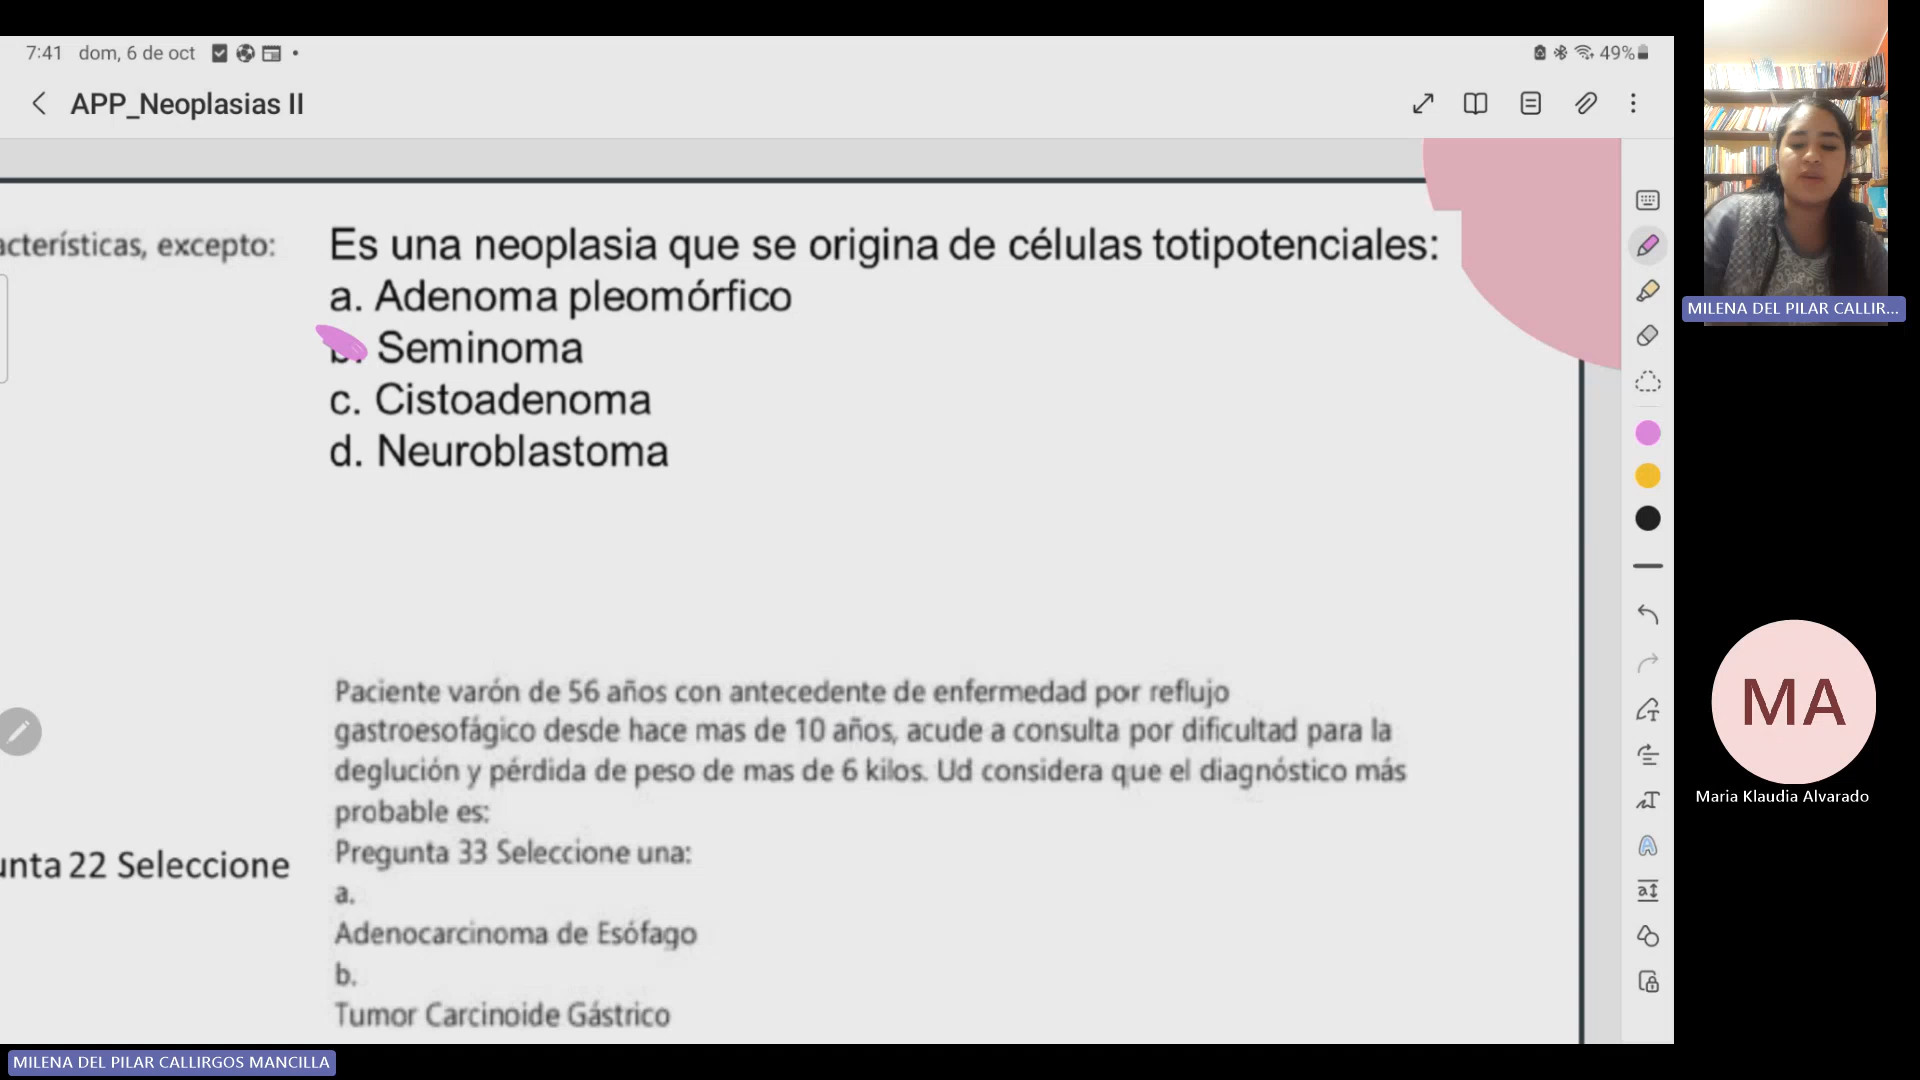 7:41 dom, 6 de oct
49%
APP_Neoplasias II
acterísticas, excepto:
Es una neoplasia que se origina de células totipotenciales:
a. Adenoma pleomórfico
b. Seminoma
c. Cistoadenoma
d. Neuroblastoma
Paciente varón de 56 años con antecedente de enfermedad por reflujo
gastroesofágico desde hace mas de 10 años, acude a consulta por dificultad para la
deglución y pérdida de peso de mas de 6 kilos. Ud considera que el diagnóstico más
probable es:
Pregunta 33 Seleccione una:
a.
Adenocarcinoma de Esófago
b.
Tumor Carcinoide Gástrico
unta 22 Seleccione
MILENA DEL PILAR CALLIR...
MA
Maria Klaudia Alvarado
MILENA DEL PILAR CALLIRGOS MANCILLA